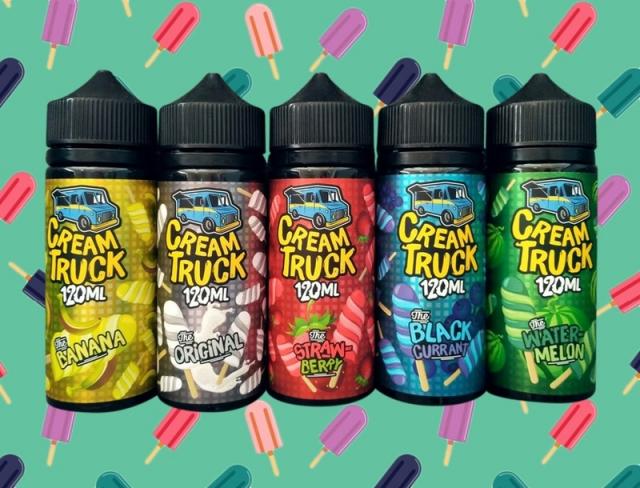 CREAM
TRUCK
120ML
The
BANANA
CREAM
TRUCK
120ML
The
ORIGINAL
CREAM
TRUCK
120ML
The
STRAW-
BERRY
CREAM
TRUCK
120ML
The
BLACK
CURRANT
CREAM
TRUCK
120ML
The
WATER-
MELON